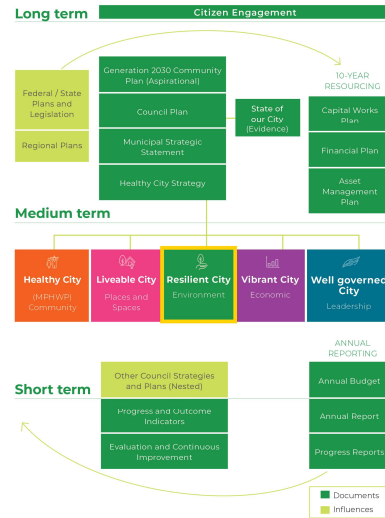 Long term
Citizen Engagement
Federal / State
Plans and
Legislation
Regional Plans
Generation 2030 Community
Plan (Aspirational)
Council Plan
Municipal Strategic
Statement
Healthy City Strategy
State of
our City
(Evidence)
10-YEAR
RESOURCING
Capital Works
Plan
Financial Plan
Asset
Management
Plan
Medium term
Healthy City
(MPHWP)
Community
Liveable City
Places and
Spaces
Resilient City
Environment
Vibrant City
Economic
Well governed
City
Leadership
Short term
Other Council Strategies
and Plans (Nested)
Progress and Outcome
Indicators
Evaluation and Continuous
Improvement
ANNUAL
REPORTING
Annual Budget
Annual Report
Progress Reports
Documents
Influences